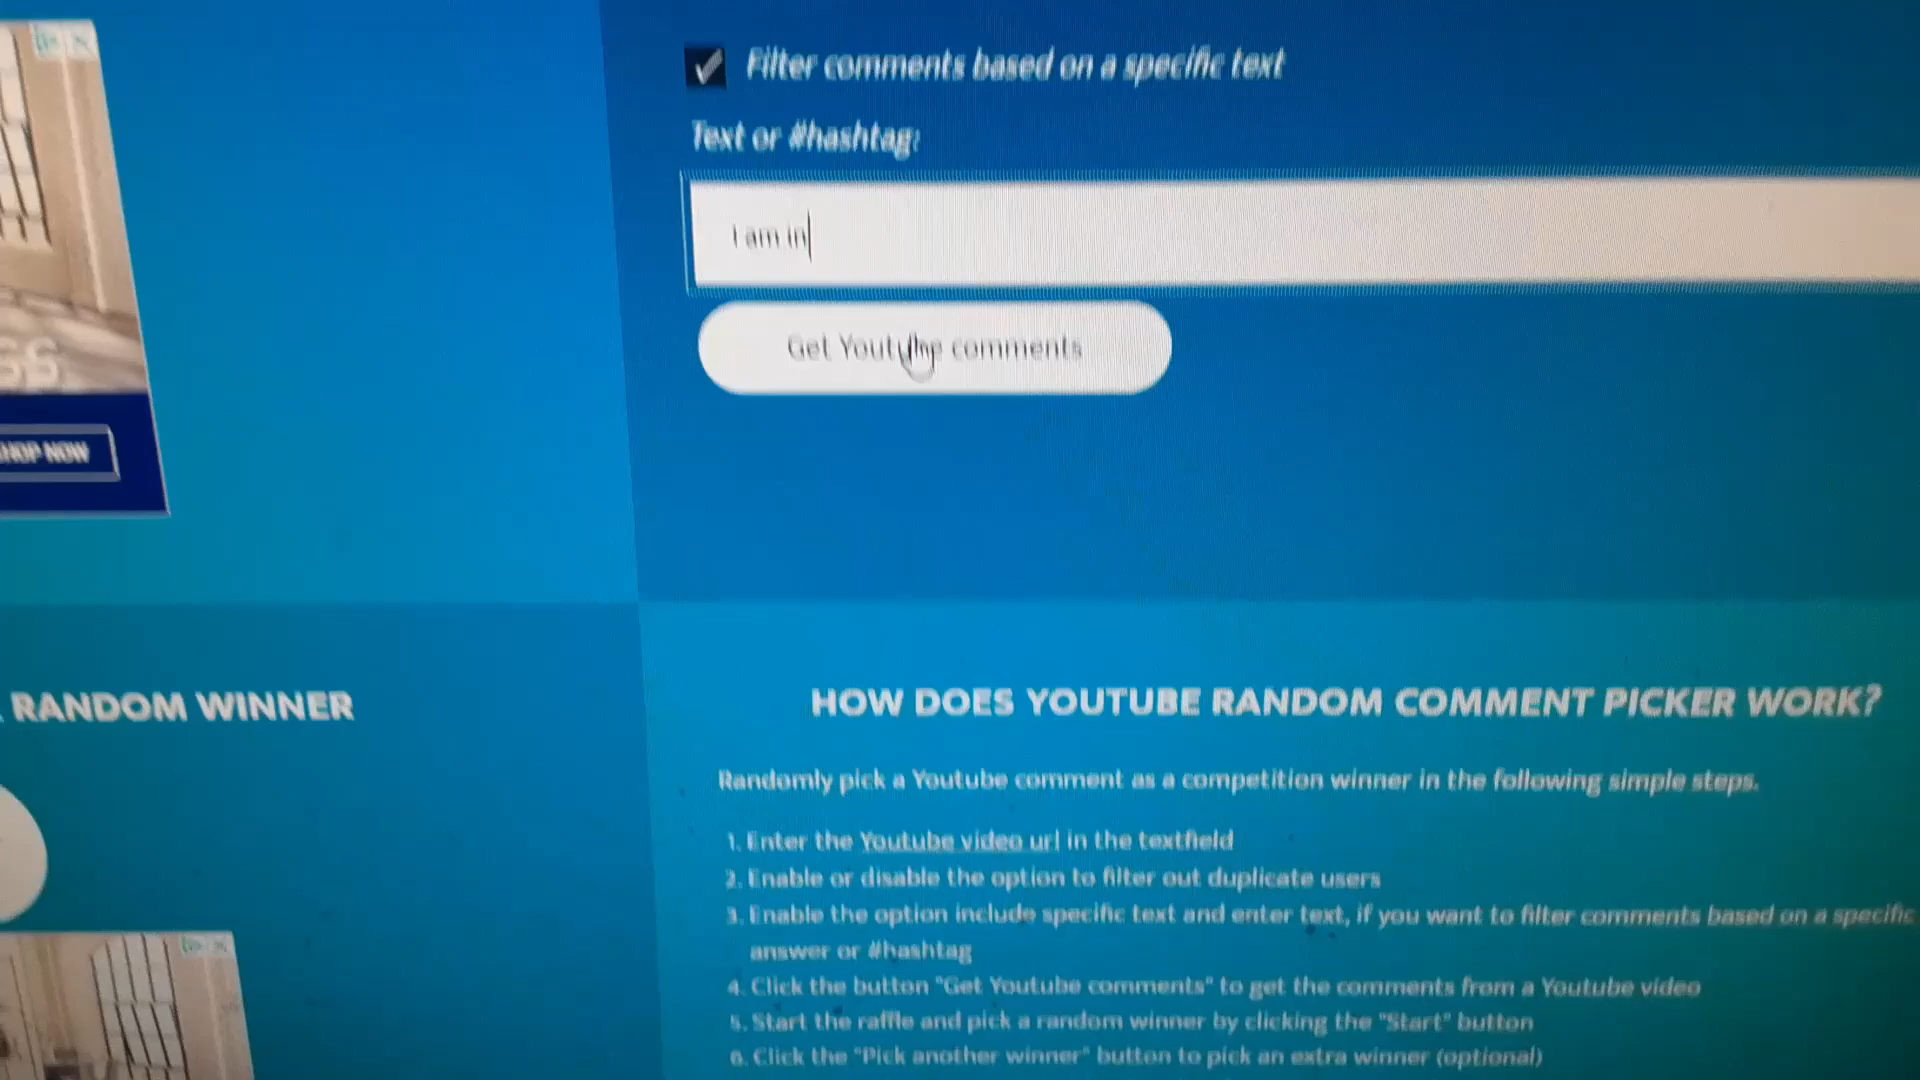 Filter comments based on a specific text
Text or #hashtag:
I am in
Get Youtube comments
SHOP NOW
RANDOM WINNER
HOW DOES YOUTUBE RANDOM COMMENT PICKER WORK?
Randomly pick a Youtube comment as a competition winner in the following simple steps.
1. Enter the Youtube video url in the textfield
2. Enable or disable the option to filter out duplicate users
3. Enable the option include specific text and enter text, if you want to filter comments based on a specific
answer or #hashtag
4. Click the button "Get Youtube comments" to get the comments from a Youtube video
5. Start the raffle and pick a random winner by clicking the "Start" button
6. Click the "Pick another winner" button to pick an extra winner (optional)